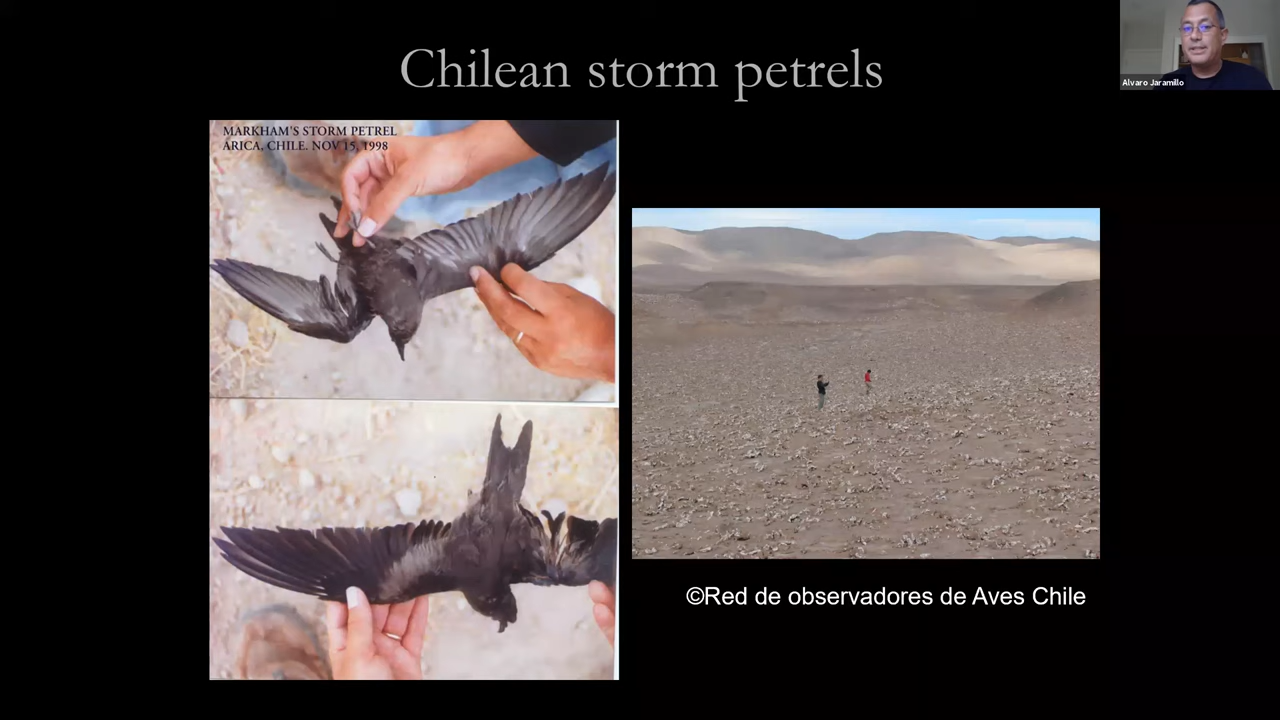 Chilean storm petrels
Alvaro Jaramillo
MARKHAM'S STORM PETREL
ARICA, CHILE. NOV 15, 1998
©Red de observadores de Aves Chile